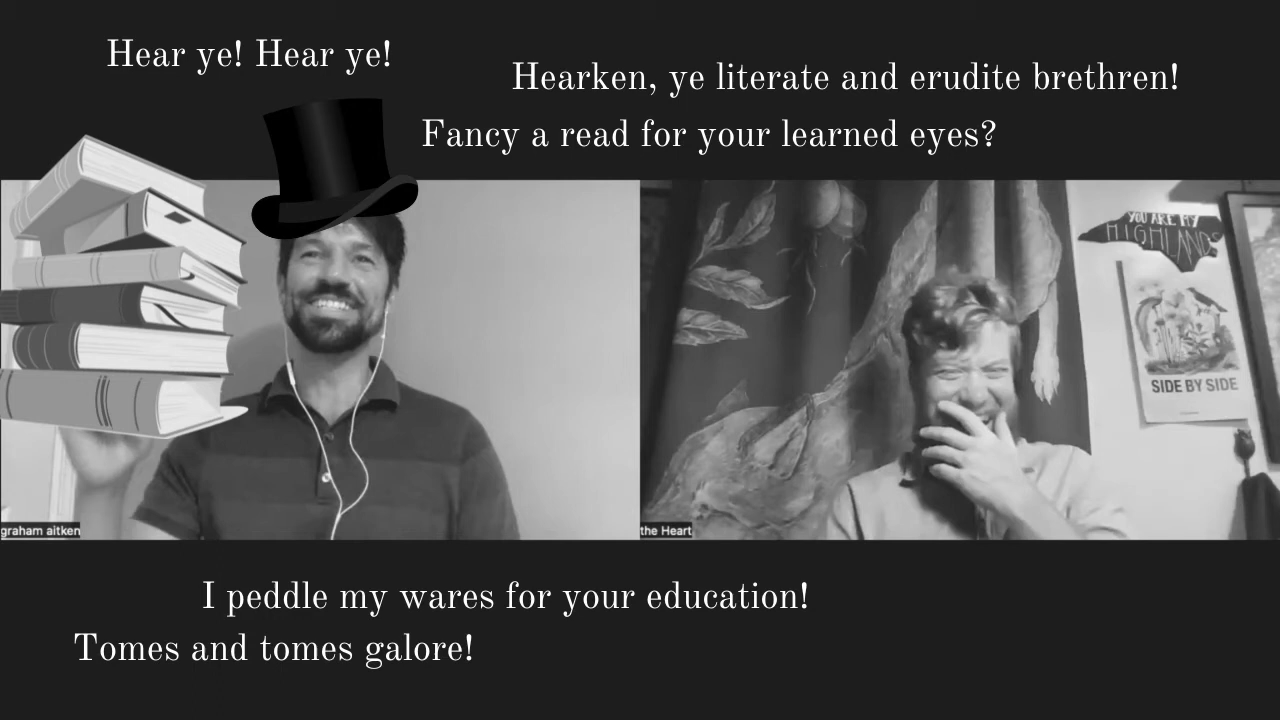 Hear ye! Hear ye!
Hearken, ye literate and erudite brethren!
Fancy a read for your learned eyes?
YOU ARE MY
HIGHLANDS
SIDE BY SIDE
graham aitken
the Heart
I peddle my wares for your education!
Tomes and tomes galore!